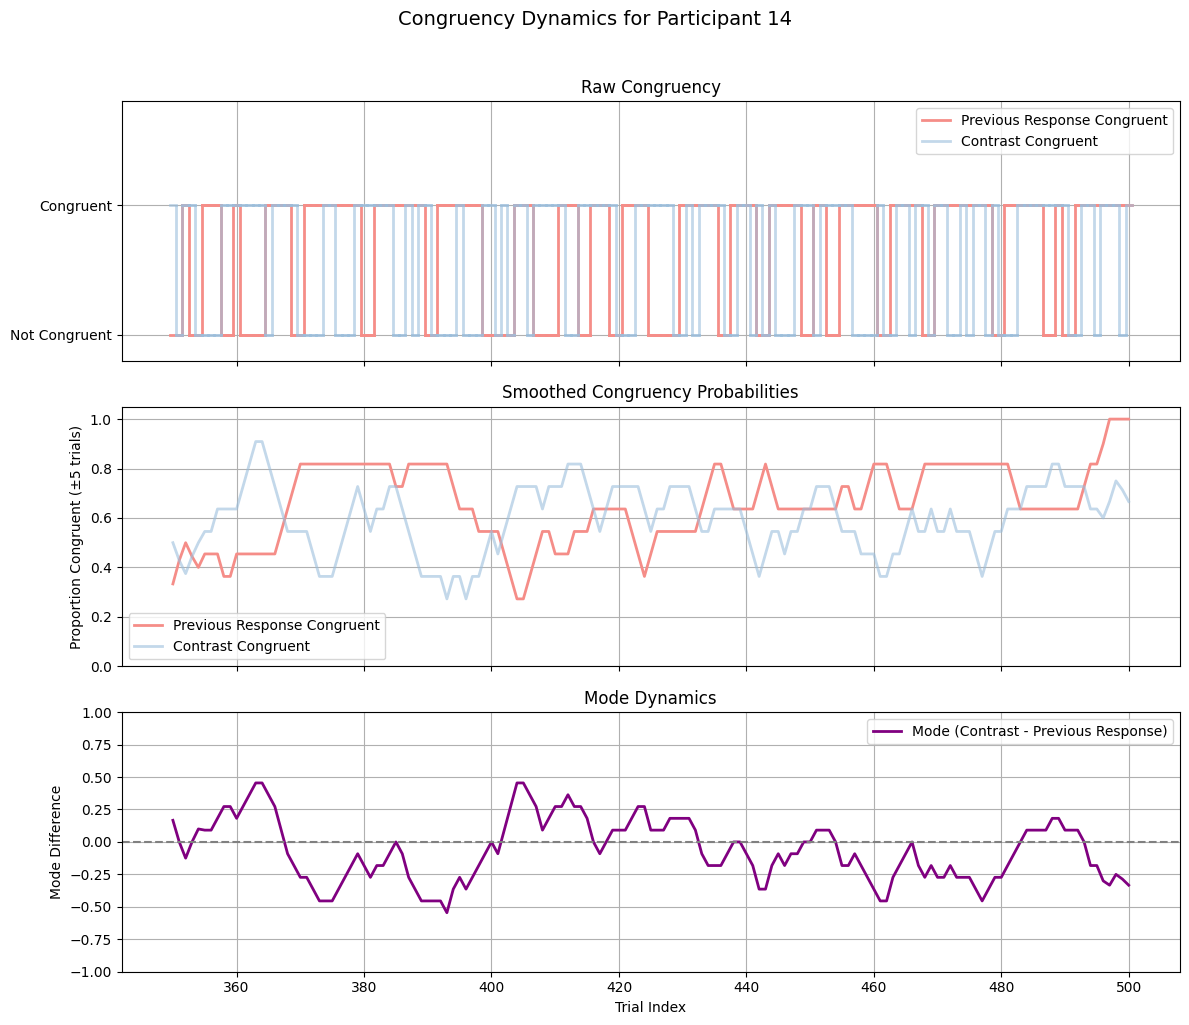 Congruency Dynamics for Participant 14
Raw Congruency
Previous Response Congruent
Contrast Congruent
Congruent
Not Congruent
Smoothed Congruency Probabilities
Proportion Congruent (±5 trials)
1.0
0.8
0.6
0.4
0.2
0.0
Previous Response Congruent
Contrast Congruent
Mode Dynamics
Mode Difference
1.00
0.75
0.50
0.25
0.00
−0.25
−0.50
−0.75
−1.00
Mode (Contrast - Previous Response)
360 380 400 420 440 460 480 500
Trial Index